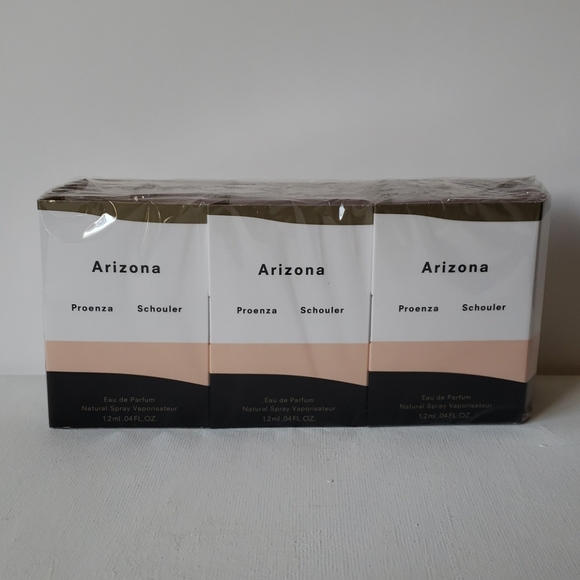 Arizona
Proenza Schouler
Eau de Parfum
Natural Spray Vaporisateur
1.2ml .04FL.OZ.
Arizona
Proenza Schouler
Eau de Parfum
Natural Spray Vaporisateur
1.2ml .04FL.OZ.
Arizona
Proenza Schouler
Eau de Parfum
Natural Spray Vaporisateur
1.2ml .04FL.OZ.